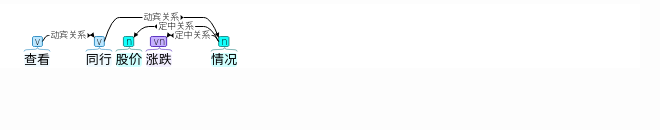 动宾关系
定中关系
动宾关系 定中关系
v v n vn n
查看 同行 股价 涨跌 情况